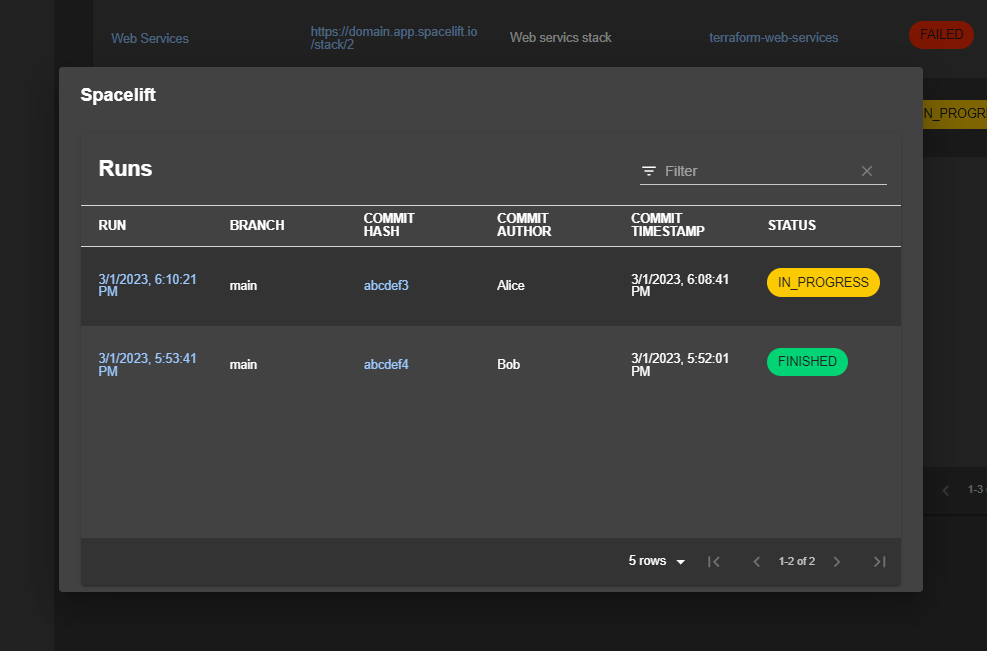 Web Services
https://domain.app.spacelift.io
/stack/2
Web servics stack
terraform-web-services
FAILED
Spacelift
IN_PROGR
Runs
Filter
RUN
BRANCH
COMMIT
HASH
COMMIT
AUTHOR
COMMIT
TIMESTAMP
STATUS
3/1/2023, 6:10:21
PM
main
abcdef3
Alice
3/1/2023, 6:08:41
PM
IN_PROGRESS
3/1/2023, 5:53:41
PM
main
abcdef4
Bob
3/1/2023, 5:52:01
PM
FINISHED
1-3
5 rows
1-2 of 2